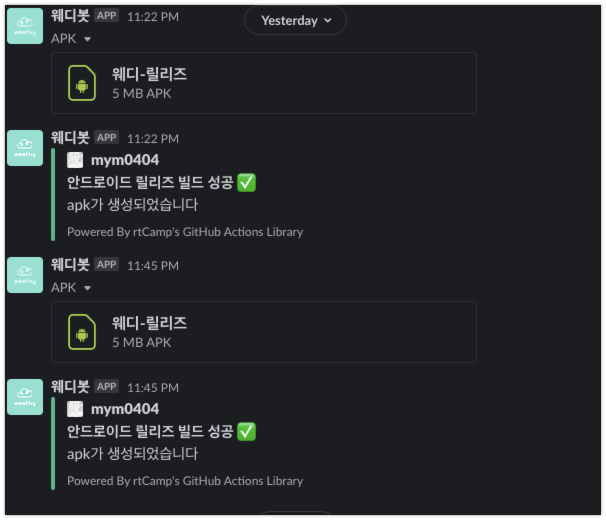 Yesterday
웨디봇 APP 11:22 PM
APK
웨디-릴리즈
5 MB APK
웨디봇 APP 11:22 PM
mym0404
안드로이드 릴리즈 빌드 성공 ✅
apk가 생성되었습니다
Powered By rtCamp's GitHub Actions Library
웨디봇 APP 11:45 PM
APK
웨디-릴리즈
5 MB APK
웨디봇 APP 11:45 PM
mym0404
안드로이드 릴리즈 빌드 성공 ✅
apk가 생성되었습니다
Powered By rtCamp's GitHub Actions Library